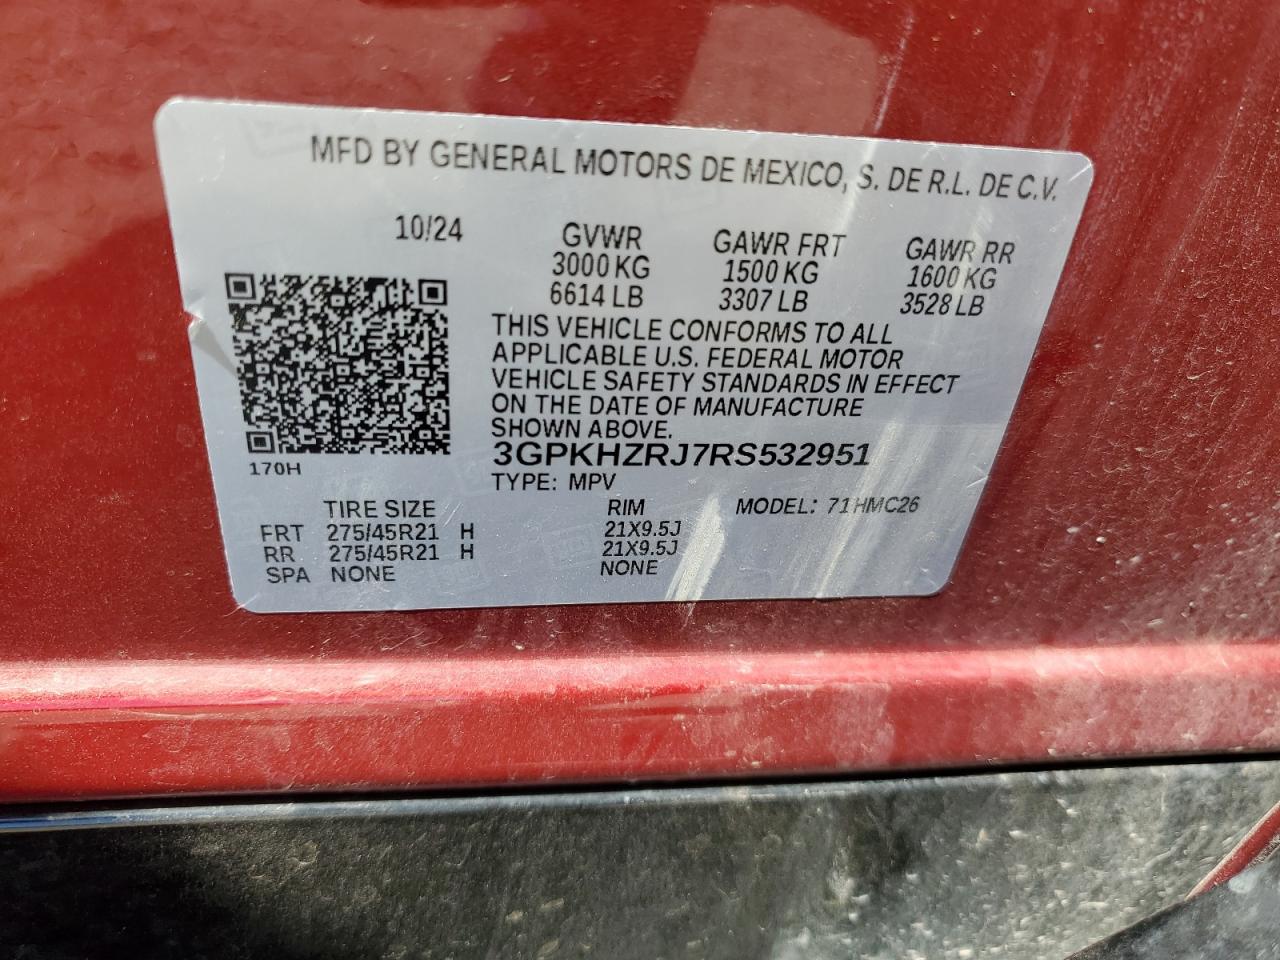 MFD BY GENERAL MOTORS DE MEXICO, S. DE R.L. DE C.V.
10/24 GVWR GAWR FRT GAWR RR
3000 KG 1500 KG 1600 KG
6614 LB 3307 LB 3528 LB
THIS VEHICLE CONFORMS TO ALL
APPLICABLE U.S. FEDERAL MOTOR
VEHICLE SAFETY STANDARDS IN EFFECT
ON THE DATE OF MANUFACTURE
SHOWN ABOVE.
3GPKHZRJ7RS532951
170H
TYPE: MPV
TIRE SIZE RIM MODEL: 71HMC26
FRT 275/45R21 H 21X9.5J
RR 275/45R21 H 21X9.5J
SPA NONE NONE